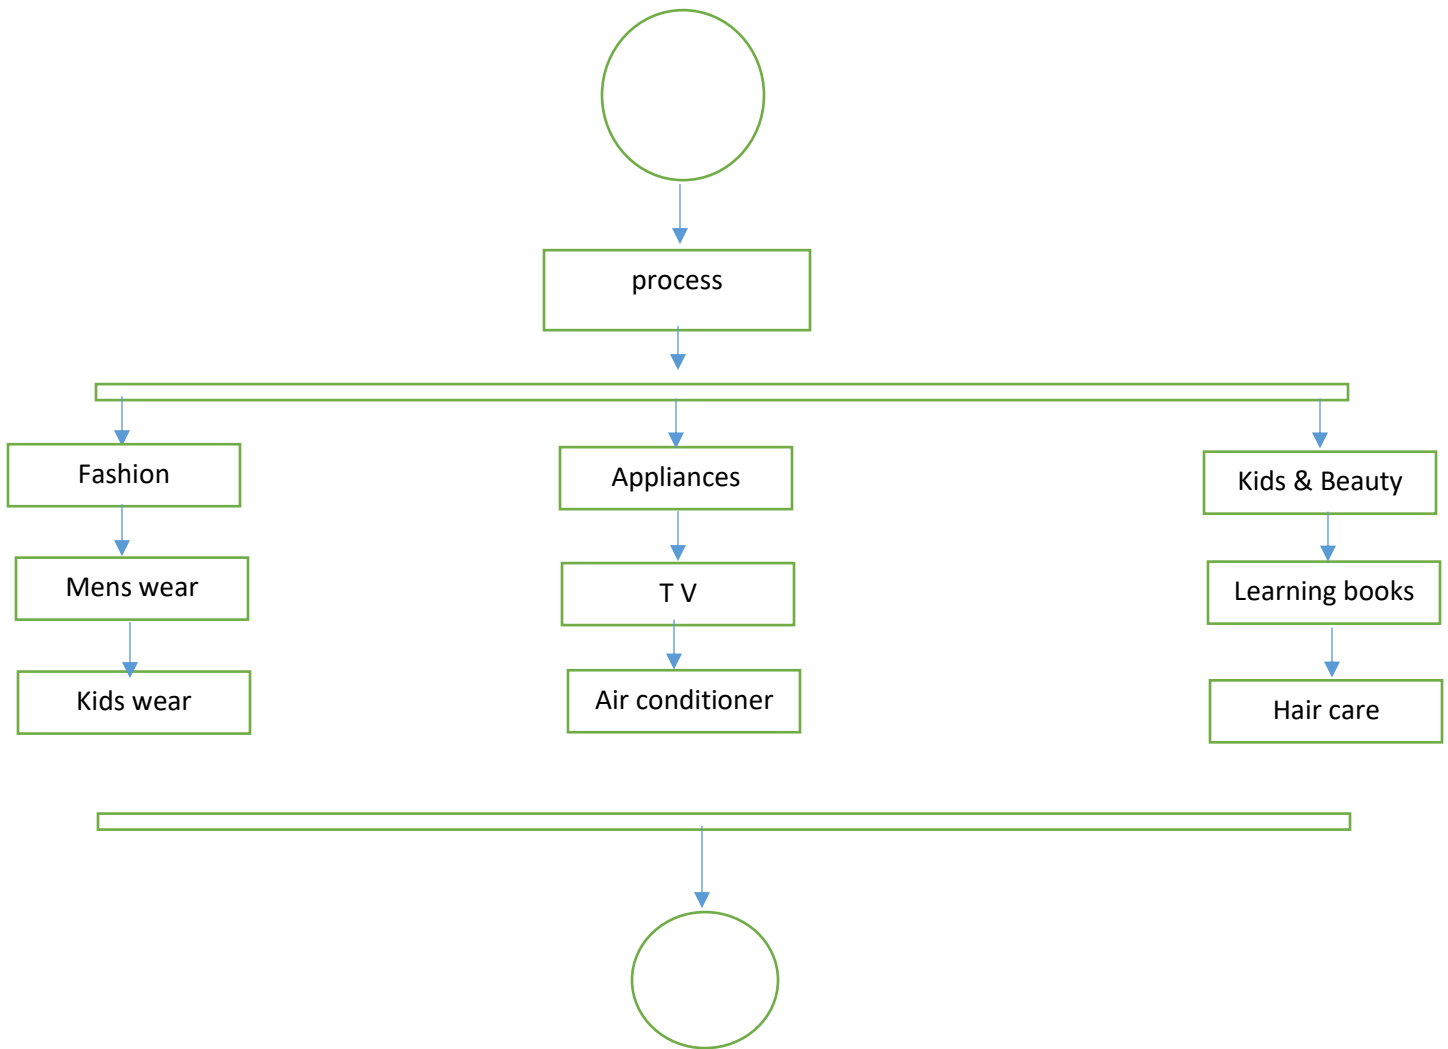 process
Fashion
Appliances
Kids & Beauty
Mens wear
T V
Learning books
Kids wear
Air conditioner
Hair care